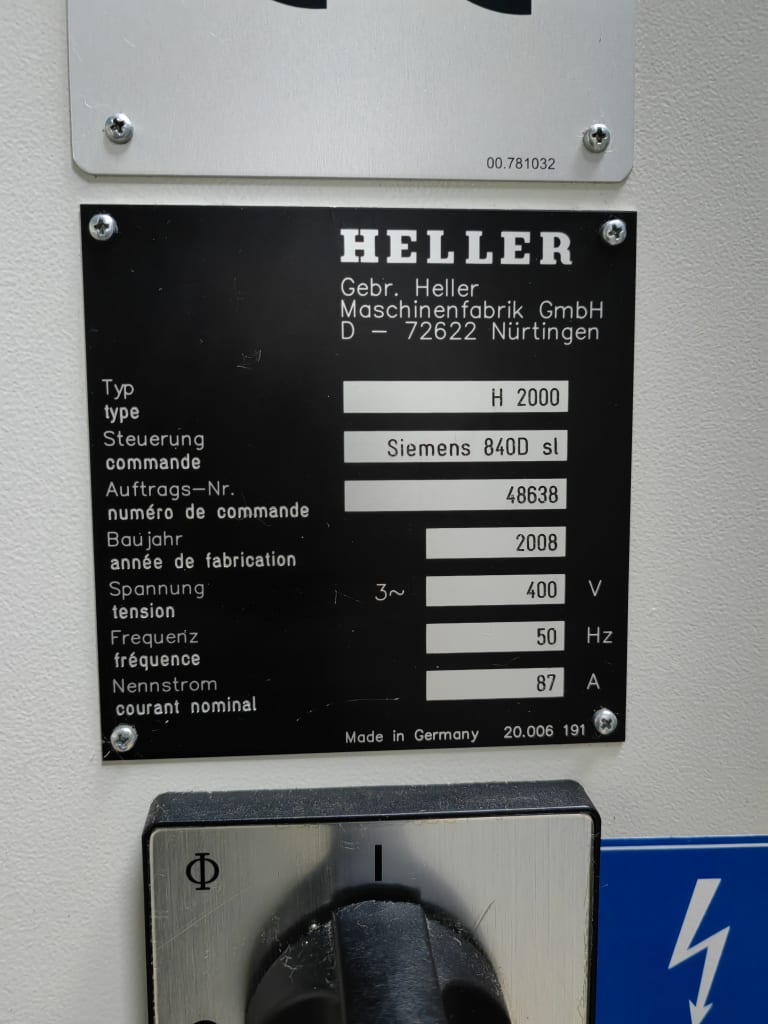 00.781032
HELLER
Gebr. Heller
Maschinenfabrik GmbH
D – 72622 Nürtingen
Typ
type
H 2000
Steuerung
commande
Siemens 840D sl
Auftrags-Nr.
numéro de commande
48638
Baujahr
année de fabrication
2008
Spannung
tension
3~ 400 V
Frequenz
fréquence
50 Hz
Nennstrom
courant nominal
87 A
Made in Germany 20.006 191
I